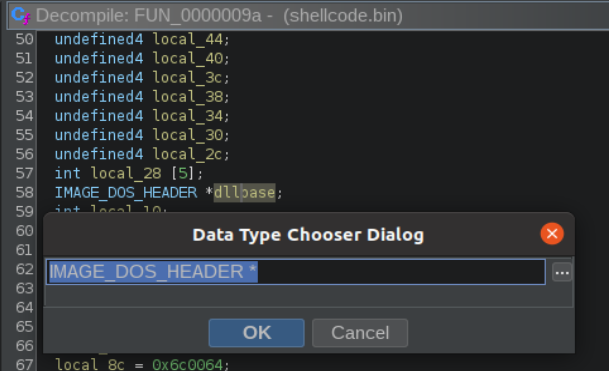 Decompile: FUN_0000009a - (shellcode.bin)
50 undefined4 local_44;
51 undefined4 local_40;
52 undefined4 local_3c;
53 undefined4 local_38;
54 undefined4 local_34;
55 undefined4 local_30;
56 undefined4 local_2c;
57 int local_28 [5];
58 IMAGE_DOS_HEADER *dllbase;
59 int local_10;
60
Data Type Chooser Dialog
61
62 IMAGE_DOS_HEADER * ...
63
64
65 OK Cancel
66
67 local_8c = 0x6c0064;